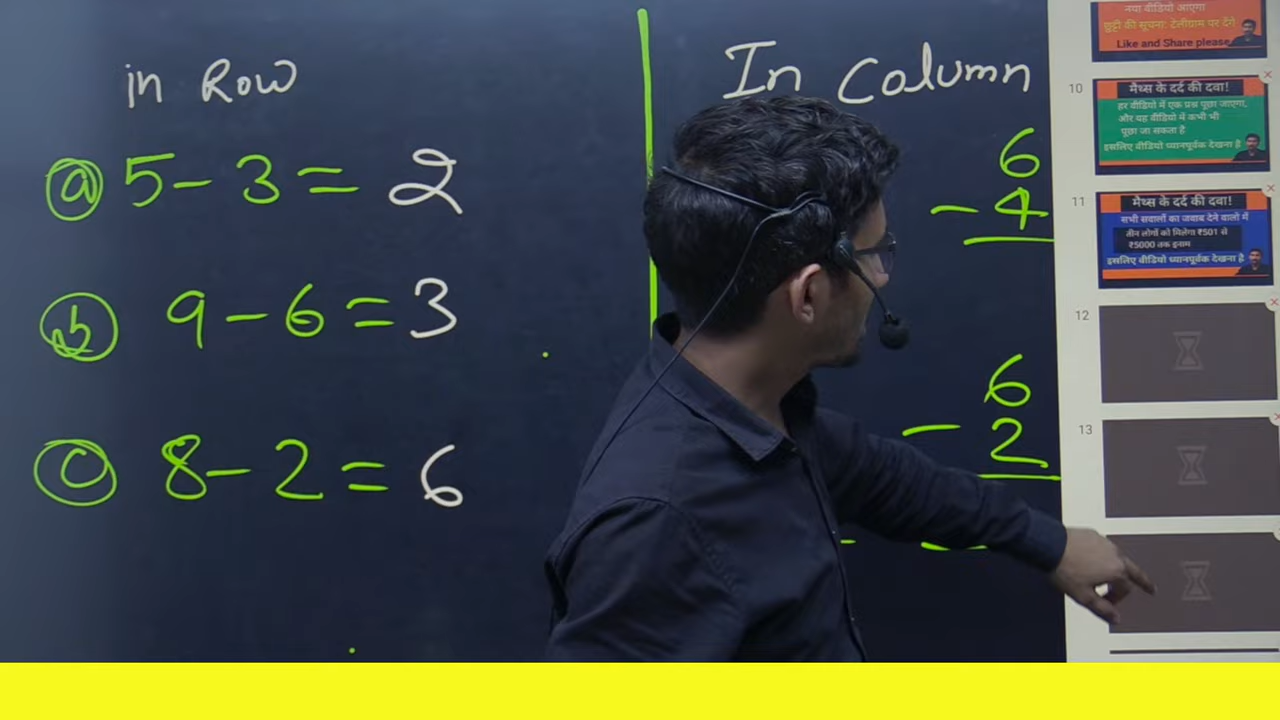 in Row
ⓐ 5 - 3 = 2
ⓑ 9 - 6 = 3
ⓒ 8 - 2 = 6
In Column
6
- 4
6
- 2
नया वीडियो आएगा
छुट्टी की सूचना: टेलीग्राम पर देंगे
Like and Share please
10
मैथ्स के दर्द की दवा!
हर वीडियो में एक प्रश्न पूछा जाएगा,
और यह वीडियो में कभी भी
पूछा जा सकता है
इसलिए वीडियो ध्यानपूर्वक देखना है
11
मैथ्स के दर्द की दवा!
सभी सवालों का जवाब देने वालो में
तीन लोगों को मिलेगा ₹501 से
₹5000 तक इनाम
इसलिए वीडियो ध्यानपूर्वक देखना है
12
13